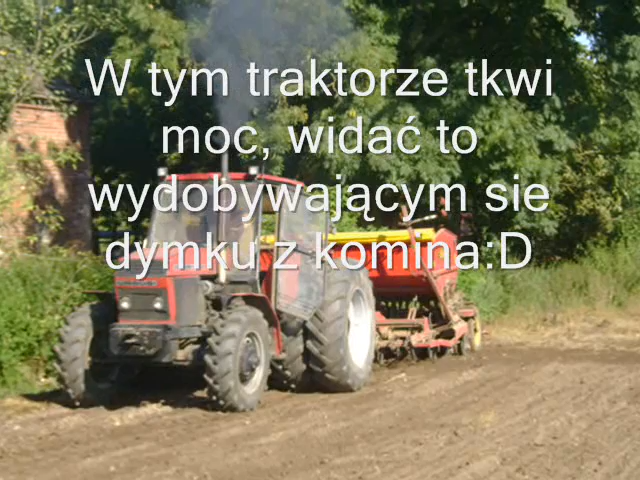 W tym traktorze tkwi
moc, widać to
wydobywającym sie
dymku z komina:D